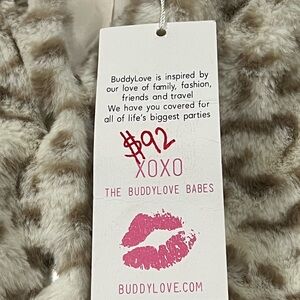 BuddyLove is inspired by
our love of family, fashion,
friends and travel
We have you covered for
all of life's biggest parties
$92
XOXO
THE BUDDYLOVE BABES
BUDDYLOVE.COM